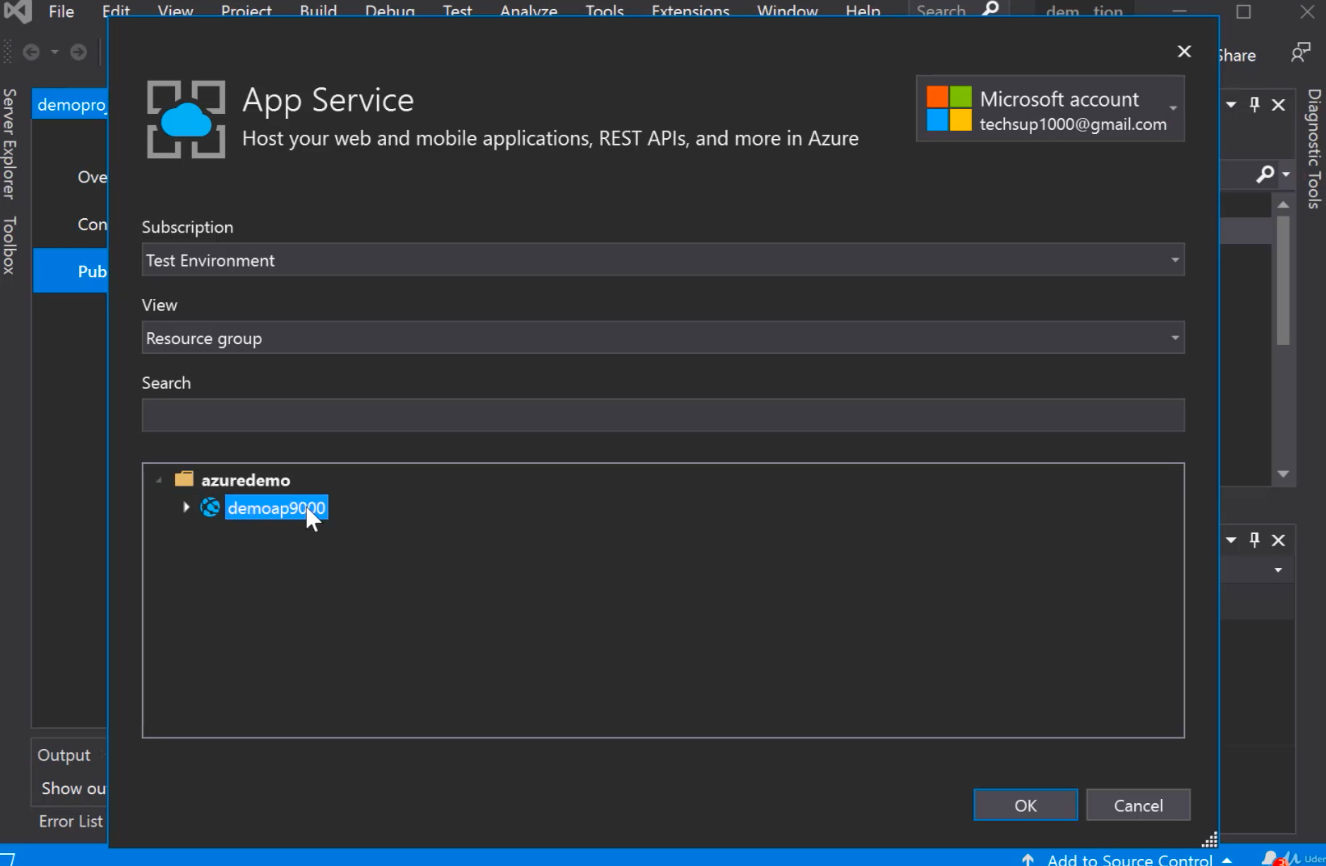 File Edit View Project Build Debug Test Analyze Tools Extensions Window Help Search dem tion
Share
Server Explorer
Toolbox
Diagnostic Tools
demoproj
Ove
Con
Pub
App Service
Host your web and mobile applications, REST APIs, and more in Azure
Microsoft account
techsup1000@gmail.com
Subscription
Test Environment
View
Resource group
Search
azuredemo
demoap9000
OK Cancel
Output
Show ou
Error List
Add to Source Control
Uder